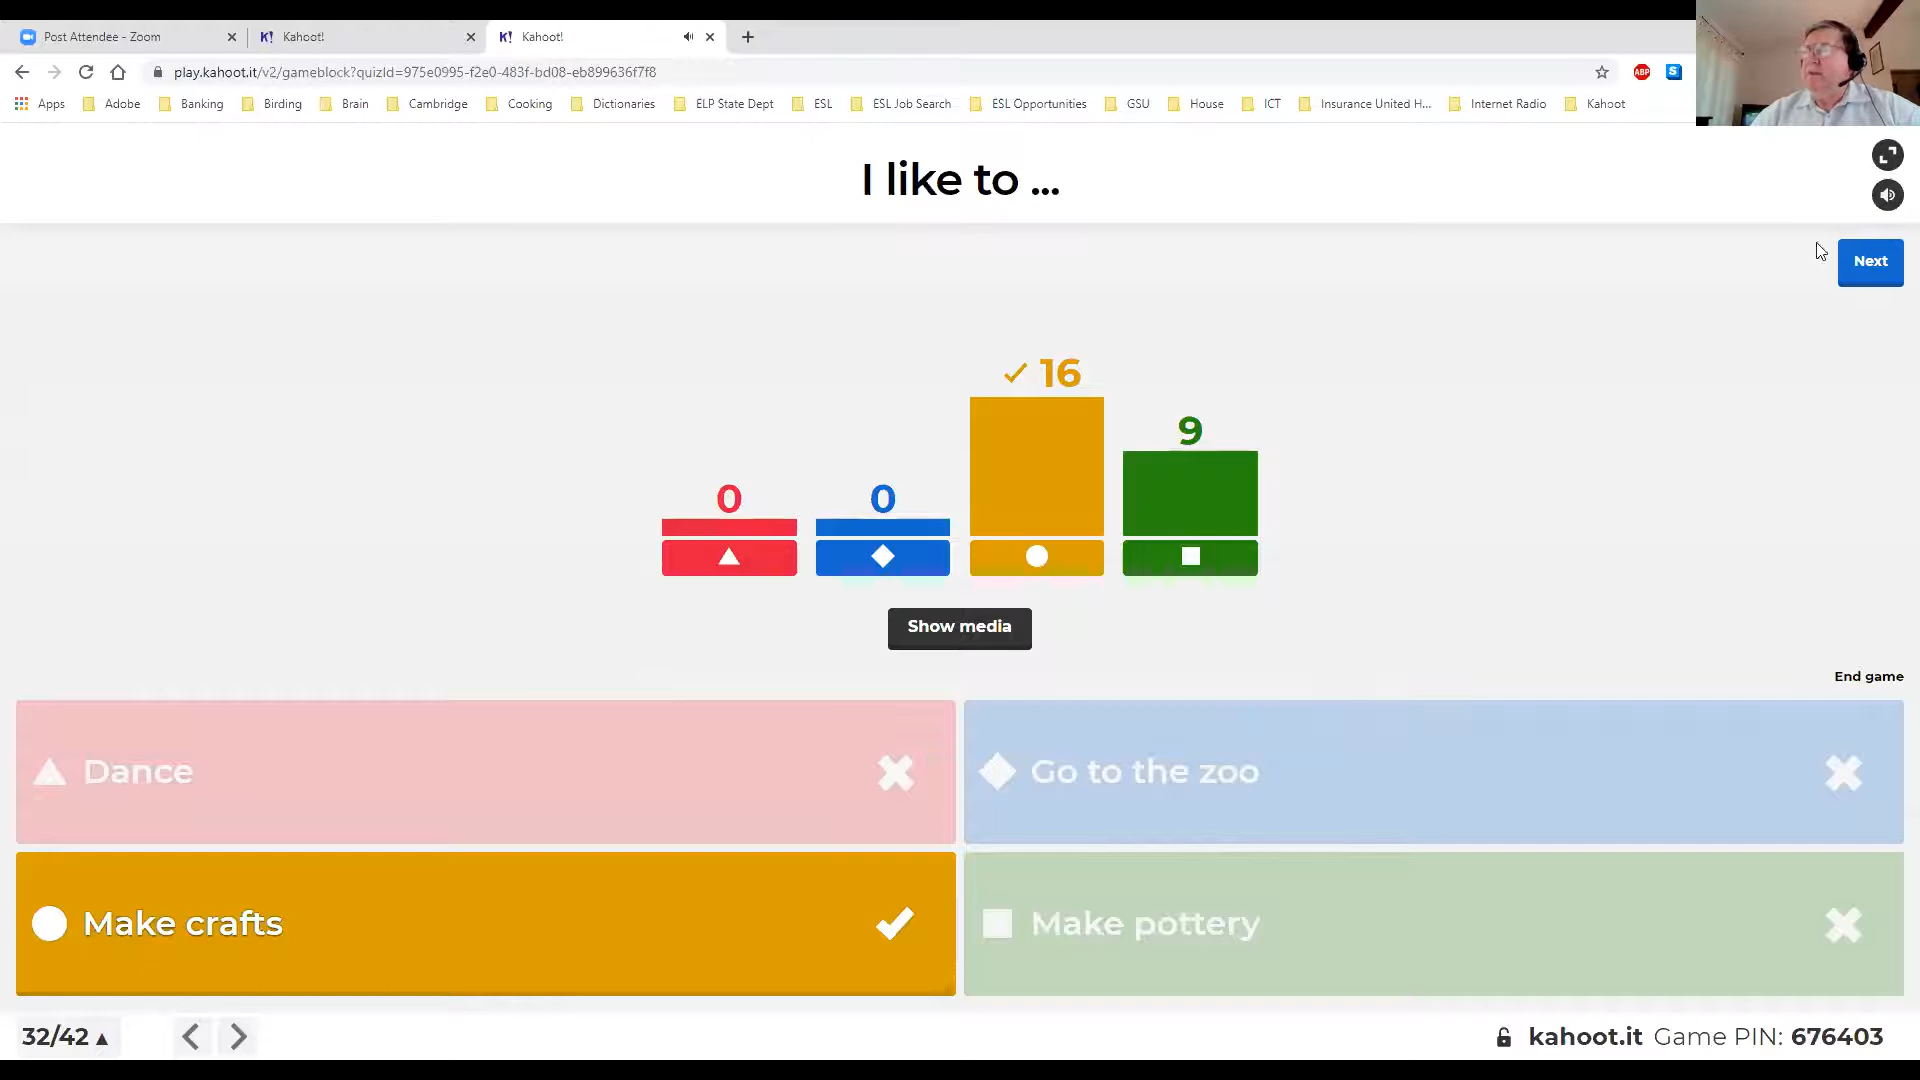 Post Attendee - Zoom
K! Kahoot!
K! Kahoot!
play.kahoot.it/v2/gameblock?quizId=975e0995-f2e0-483f-bd08-eb899636f7f8
ABP
S
Apps Adobe Banking Birding Brain Cambridge Cooking Dictionaries ELP State Dept ESL ESL Job Search ESL Opportunities GSU House ICT Insurance United H... Internet Radio Kahoot
I like to ...
Next
16
9
0
0
Show media
End game
Dance
Go to the zoo
Make crafts
Make pottery
32/42
kahoot.it Game PIN: 676403